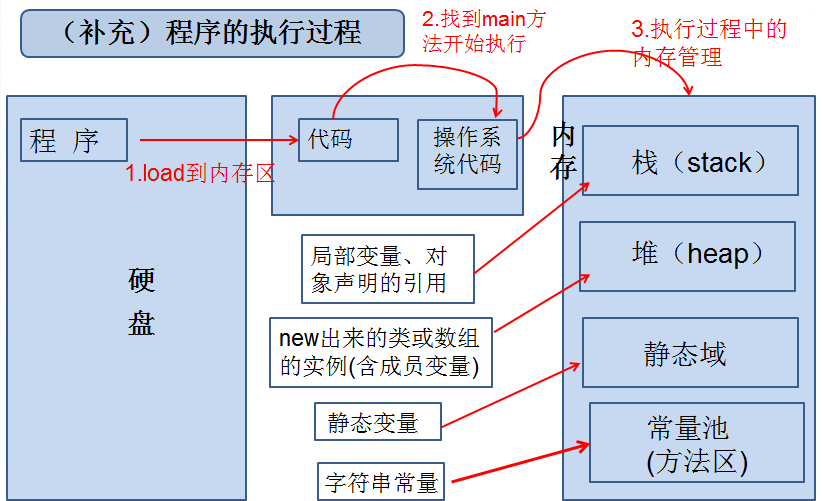 （补充）程序的执行过程
2.找到main方
法开始执行
3.执行过程中的
内存管理
程 序
1.load到内存区
硬
盘
代码
操作系
统代码
内
存
栈（stack）
堆（heap）
静态域
常量池
(方法区)
局部变量、对
象声明的引用
new出来的类或数组
的实例(含成员变量)
静态变量
字符串常量